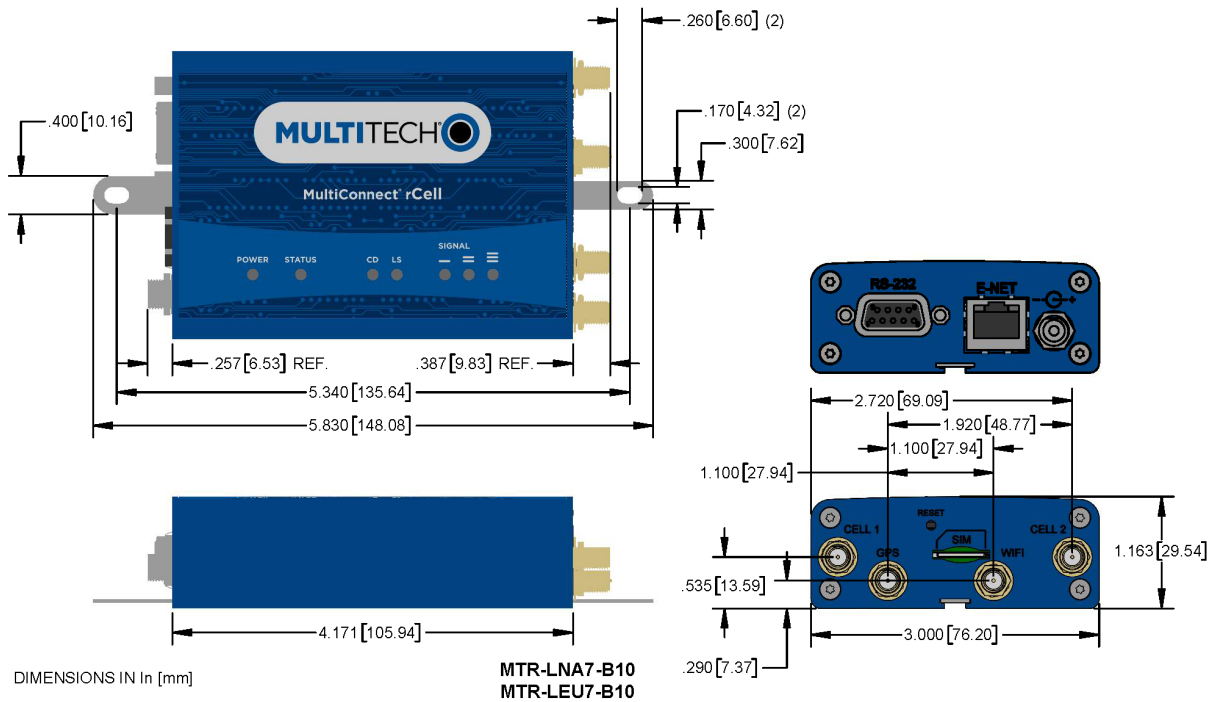 .260[6.60] (2)
.400[10.16]
.170[4.32] (2)
.300[7.62]
MULTITECH®
MultiConnect® rCell
SIGNAL
POWER STATUS CD LS
.257[6.53] REF.
.387[9.83] REF.
5.340[135.64]
5.830[148.08]
RS-232
E-NET
- +
2.720[69.09]
1.920[48.77]
1.100[27.94]
1.100[27.94]
RESET
CELL 1
CELL 2
SIM
GPS
WIFI
1.163[29.54]
.535[13.59]
4.171[105.94]
3.000[76.20]
.290[7.37]
DIMENSIONS IN In [mm]
MTR-LNA7-B10
MTR-LEU7-B10